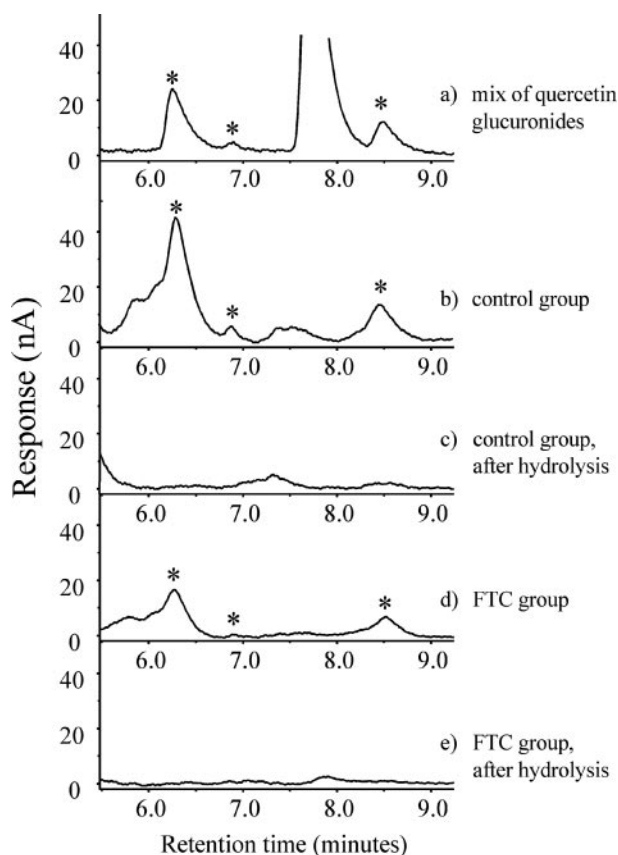 40
20
0
* * *
a) mix of quercetin
glucuronides
6.0 7.0 8.0 9.0
40
20
0
* * *
b) control group
6.0 7.0 8.0 9.0
40
20
0
c) control group,
after hydrolysis
6.0 7.0 8.0 9.0
40
20
0
* * *
d) FTC group
6.0 7.0 8.0 9.0
40
20
0
e) FTC group,
after hydrolysis
6.0 7.0 8.0 9.0
Response (nA)
Retention time (minutes)